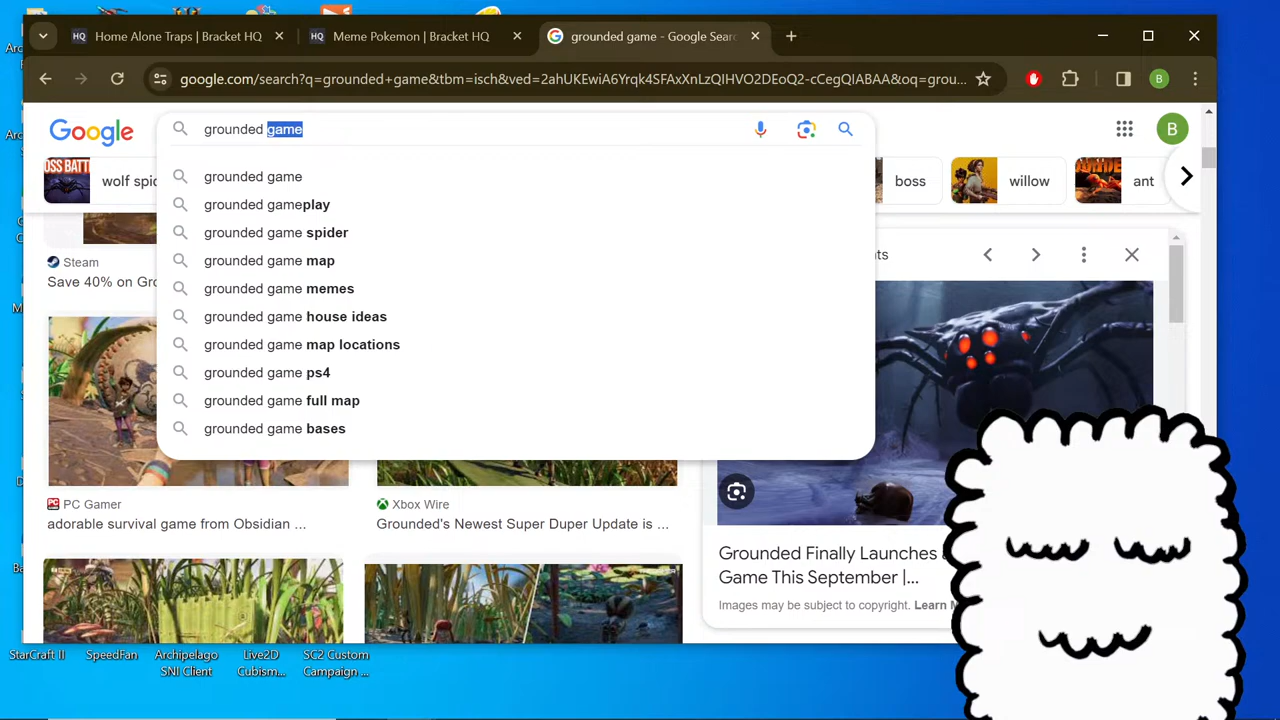 Home Alone Traps | Bracket HQ
Meme Pokemon | Bracket HQ
grounded game - Google Sear
google.com/search?q=grounded+game&tbm=isch&ved=2ahUKEwiA6Yrqk4SFAxXnLzQIHVO2DEoQ2-cCegQIABAA&oq=grou...
B
Google
grounded game
B
OSS BATT
wolf spid
boss
willow
ant
grounded game
grounded gameplay
grounded game spider
grounded game map
grounded game memes
grounded game house ideas
grounded game map locations
grounded game ps4
grounded game full map
grounded game bases
Steam
Save 40% on Gro
nts
PC Gamer
adorable survival game from Obsidian ...
Xbox Wire
Grounded's Newest Super Duper Update is ...
Grounded Finally Launches
Game This September |...
Images may be subject to copyright. Learn
StarCraft II
SpeedFan
Archipelago
SNI Client
Live2D
Cubism...
SC2 Custom
Campaign ...